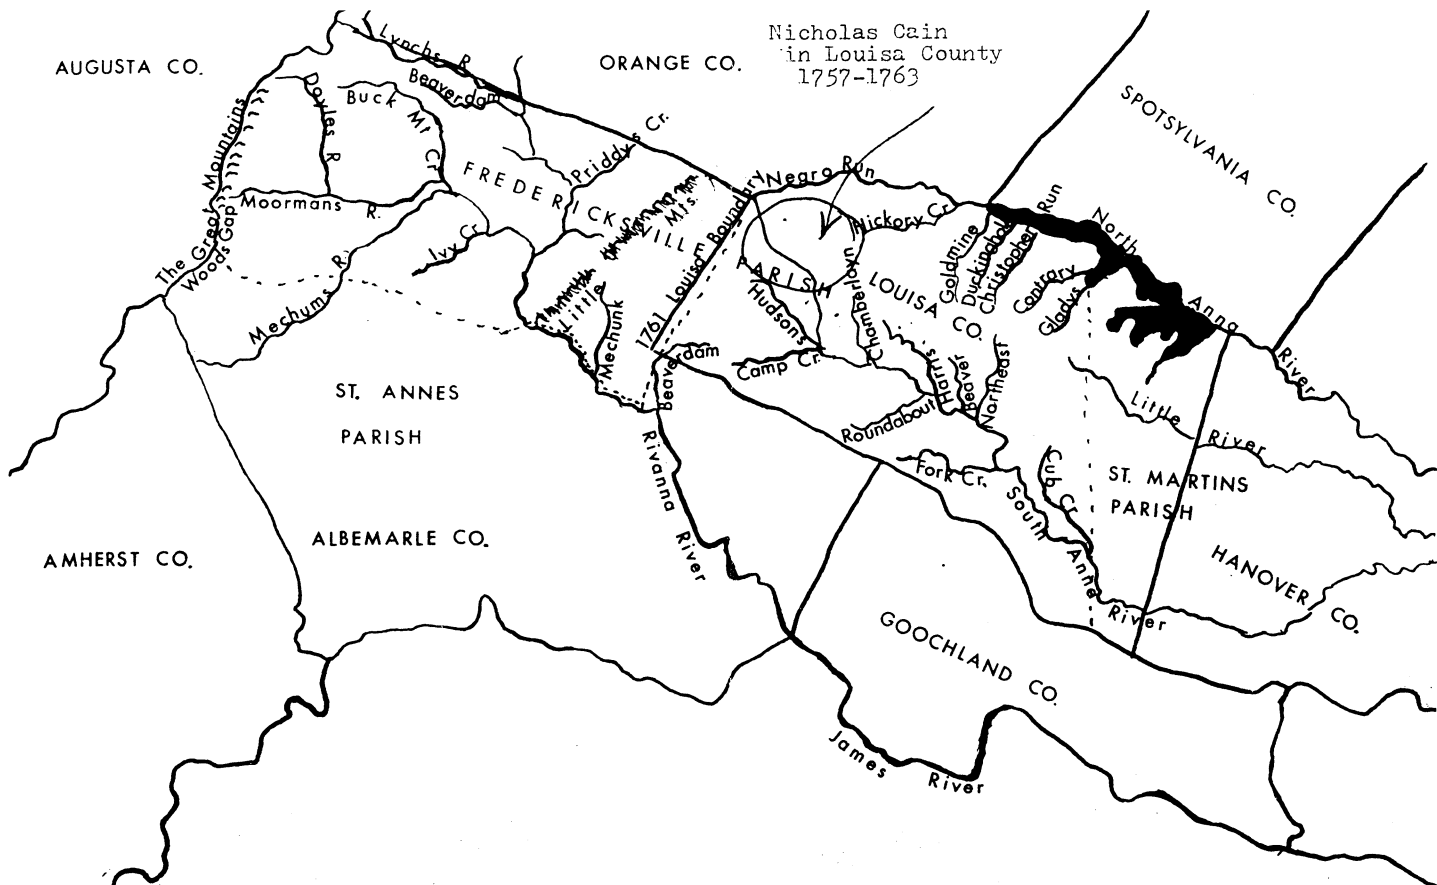 Nicholas Cain
in Louisa County
1757-1763
AUGUSTA CO.
ORANGE CO.
SPOTSYLVANIA CO.
Lynchs R.
Beaverdam
Doyles R
Buck Mt Cr.
The Great Mountains
Woods Gap
Moormans R.
Mechums R.
Ivy Cr.
FREDERICKSVILLE
PARISH
Priddys Cr.
Little
Mts.
Mechunk
1761 Louisa Boundary
Negro Run
Hickory Cr.
Goldmine
Duckinghole
Christopher Run
Contrary
Gladys
North Anna River
LOUISA CO.
Hudsons
Chamberlayn
Camp Cr.
Beaverdam
Harris
Beaver
Northeast
Roundabout
Fork Cr.
Cub Cr.
South Anne River
Little River
ST. ANNES
PARISH
ST. MARTINS
PARISH
Rivanna River
AMHERST CO.
ALBEMARLE CO.
HANOVER CO.
GOOCHLAND CO.
James River